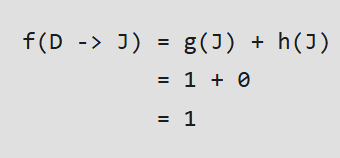 f(D -> J) = g(J) + h(J)
= 1 + 0
= 1